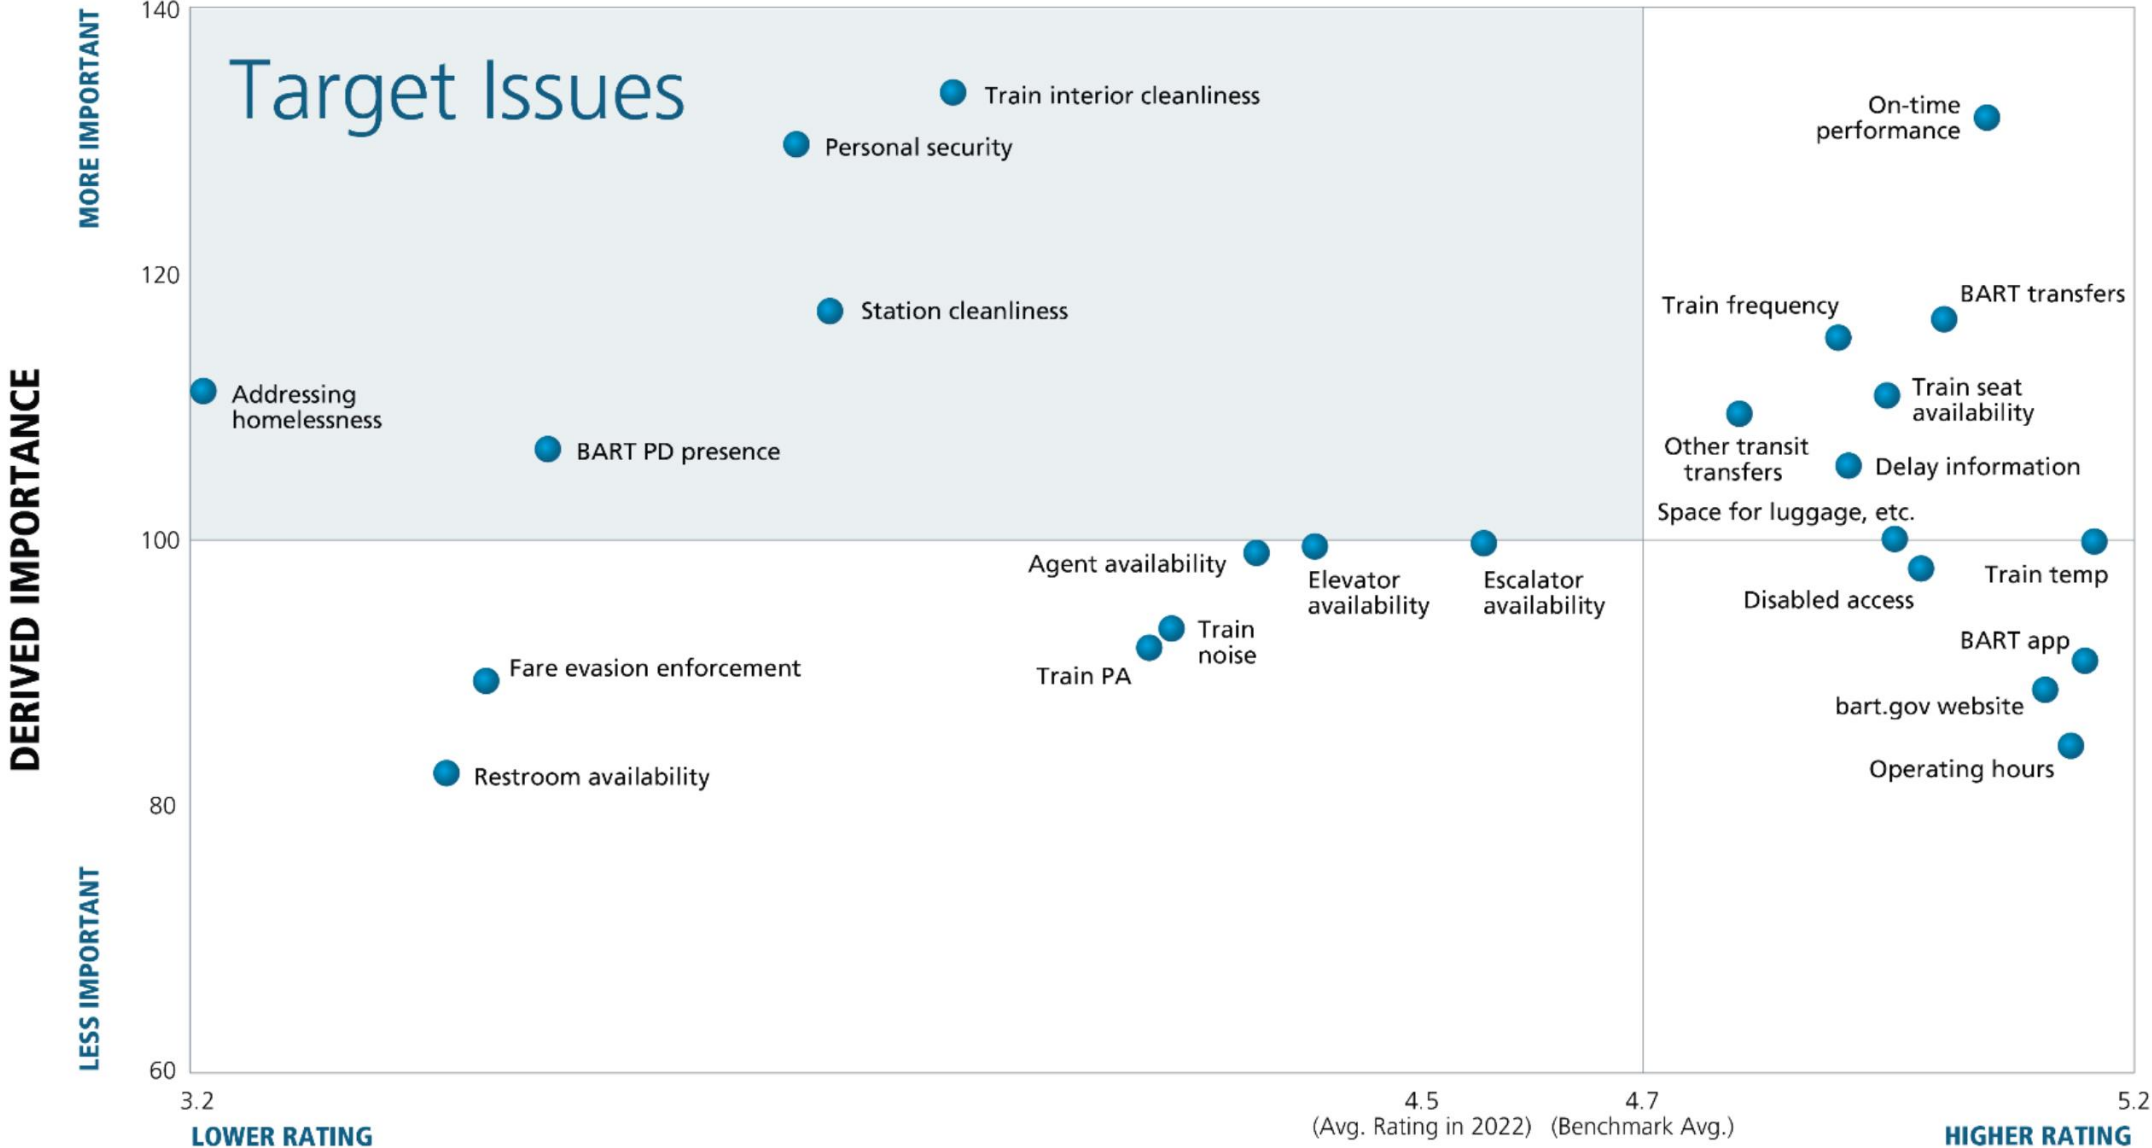 140
MORE IMPORTANT
Target Issues
Train interior cleanliness
On-time
performance
Personal security
120
BART transfers
Train frequency
Station cleanliness
DERIVED IMPORTANCE
Addressing
homelessness
Train seat
availability
BART PD presence
Other transit
transfers
Delay information
Space for luggage, etc.
100
Agent availability
Elevator
availability
Escalator
availability
Train temp
Disabled access
Train
noise
BART app
Fare evasion enforcement
Train PA
bart.gov website
Restroom availability
Operating hours
80
LESS IMPORTANT
60
3.2
4.5
4.7
5.2
(Avg. Rating in 2022)
(Benchmark Avg.)
LOWER RATING
HIGHER RATING